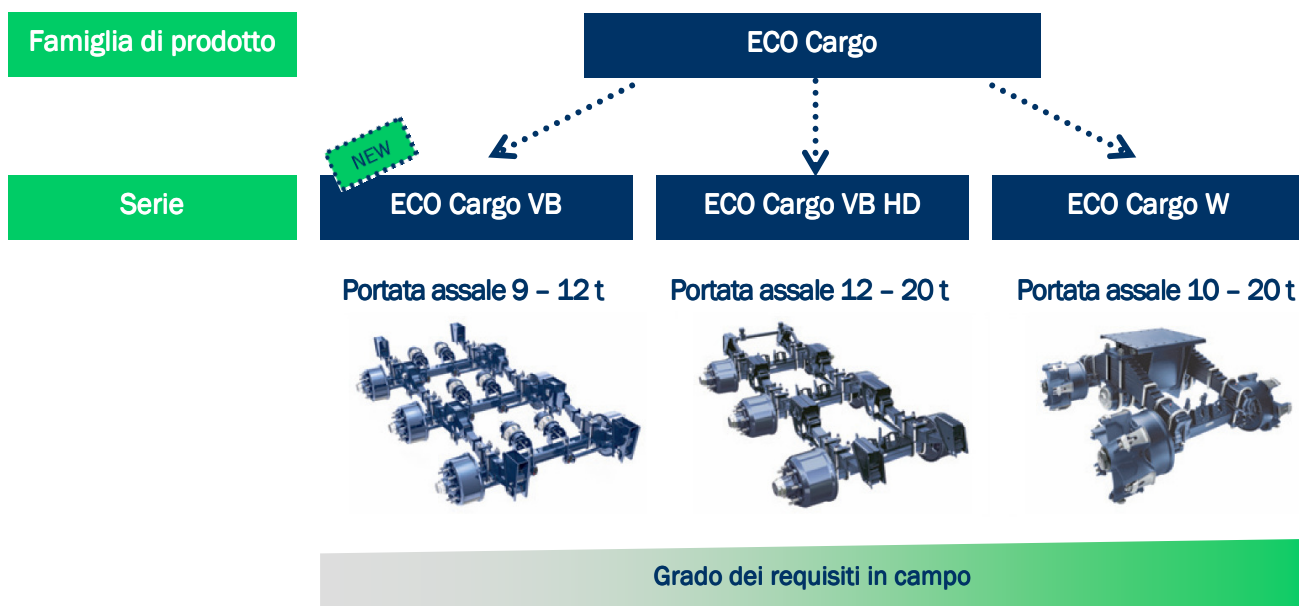 Famiglia di prodotto
ECO Cargo
NEW
Serie
ECO Cargo VB
ECO Cargo VB HD
ECO Cargo W
Portata assale 9 – 12 t
Portata assale 12 – 20 t
Portata assale 10 – 20 t
Grado dei requisiti in campo